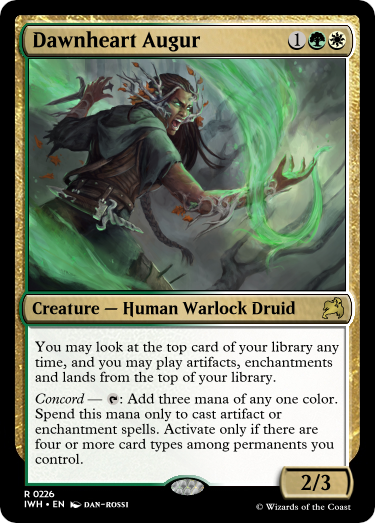 Dawnheart Augur 1
Creature — Human Warlock Druid
You may look at the top card of your library any
time, and you may play artifacts, enchantments
and lands from the top of your library.
Concord — : Add three mana of any one color.
Spend this mana only to cast artifact or
enchantment spells. Activate only if there are
four or more card types among permanents you
control.
2/3
R 0226
IWH • EN DAN-ROSSI
© Wizards of the Coast